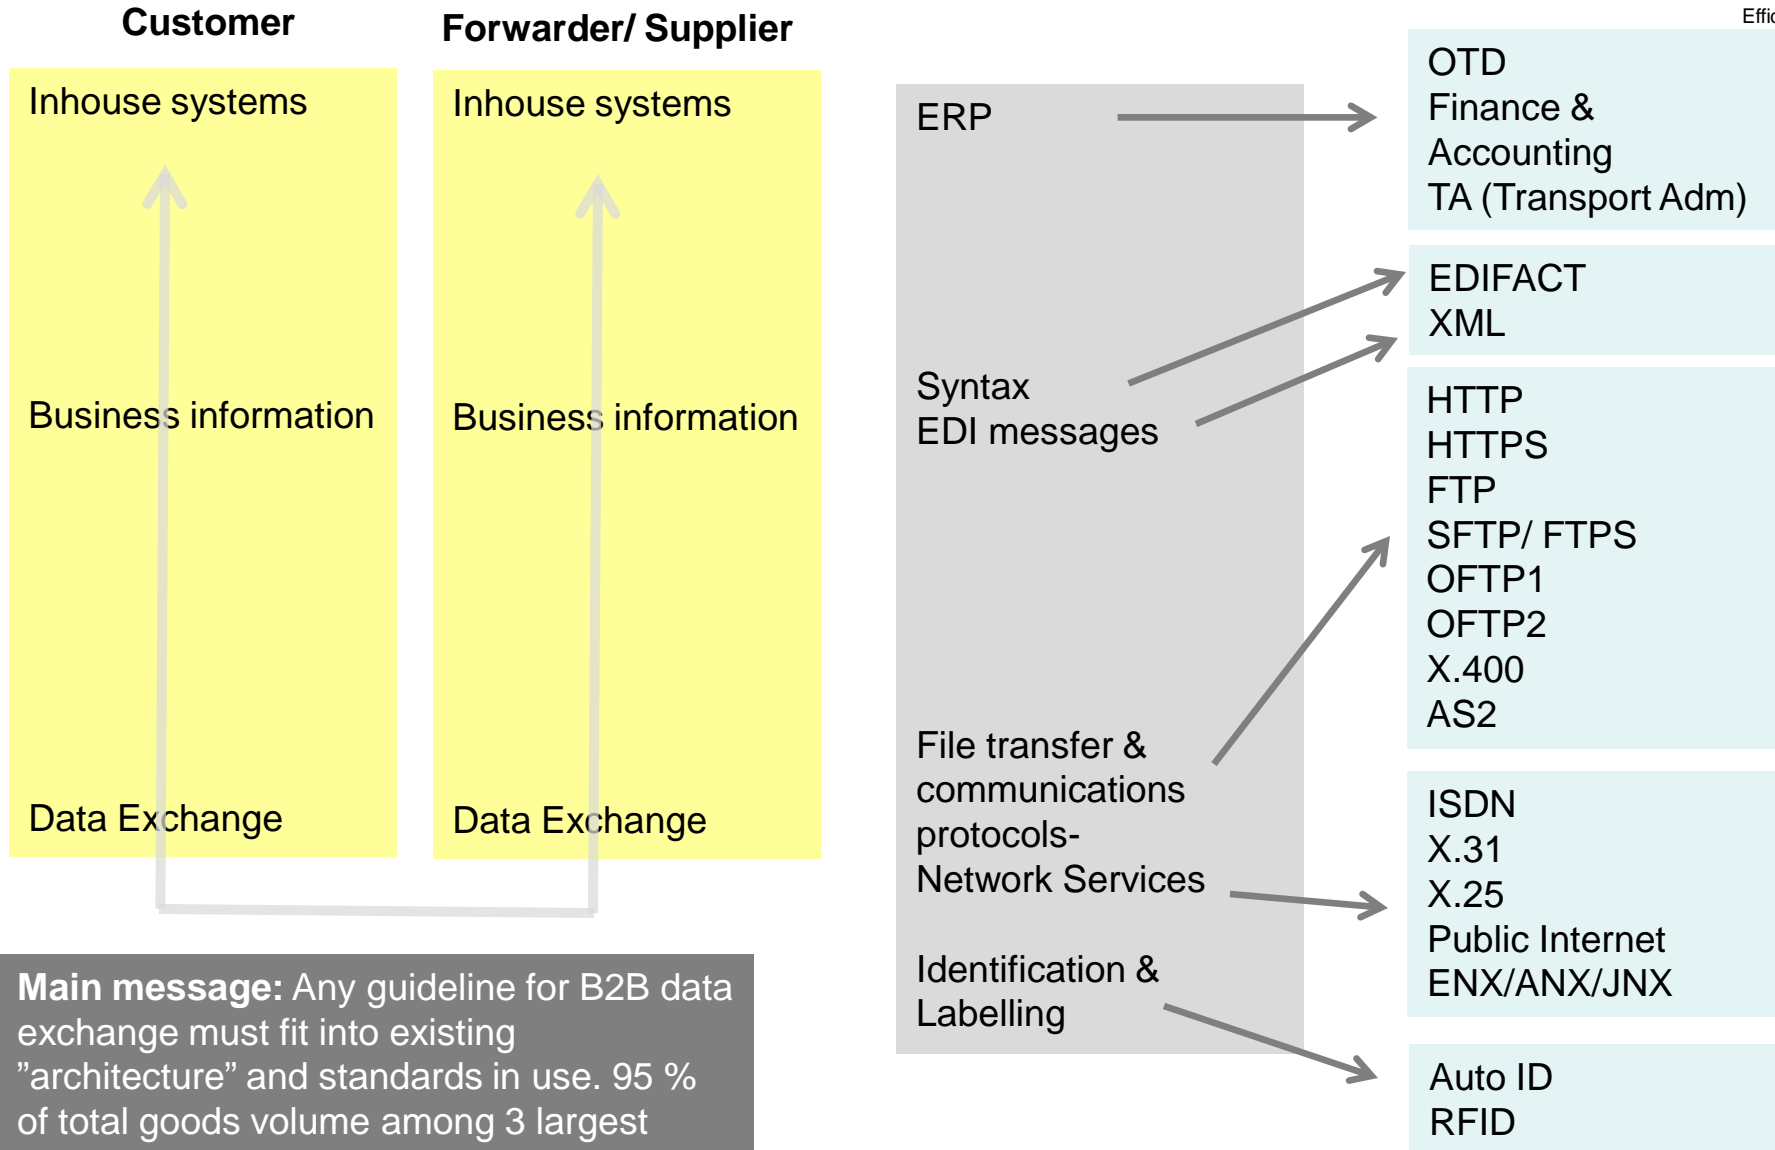 Customer
Inhouse systems
Business information
Data Exchange
Forwarder/ Supplier
Inhouse systems
Business information
Data Exchange
ERP
Syntax
EDI messages
File transfer &
communications
protocols-
Network Services
Identification &
Labelling
OTD
Finance &
Accounting
TA (Transport Adm)
EDIFACT
XML
HTTP
HTTPS
FTP
SFTP/ FTPS
OFTP1
OFTP2
X.400
AS2
ISDN
X.31
X.25
Public Internet
ENX/ANX/JNX
Auto ID
RFID
Main message: Any guideline for B2B data
exchange must fit into existing
”architecture” and standards in use. 95 %
of total goods volume among 3 largest